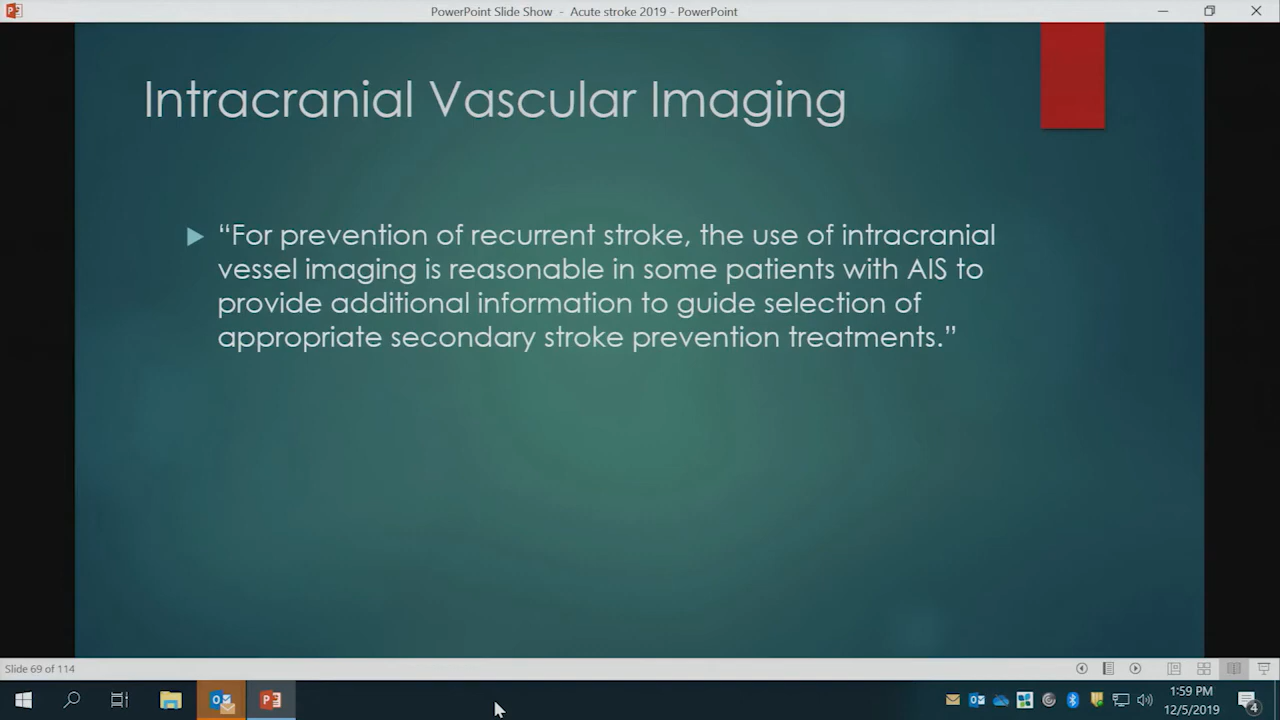 PowerPoint Slide Show - Acute stroke 2019 - PowerPoint
Intracranial Vascular Imaging
“For prevention of recurrent stroke, the use of intracranial
vessel imaging is reasonable in some patients with AIS to
provide additional information to guide selection of
appropriate secondary stroke prevention treatments.”
Slide 69 of 114
1:59 PM
12/5/2019
4